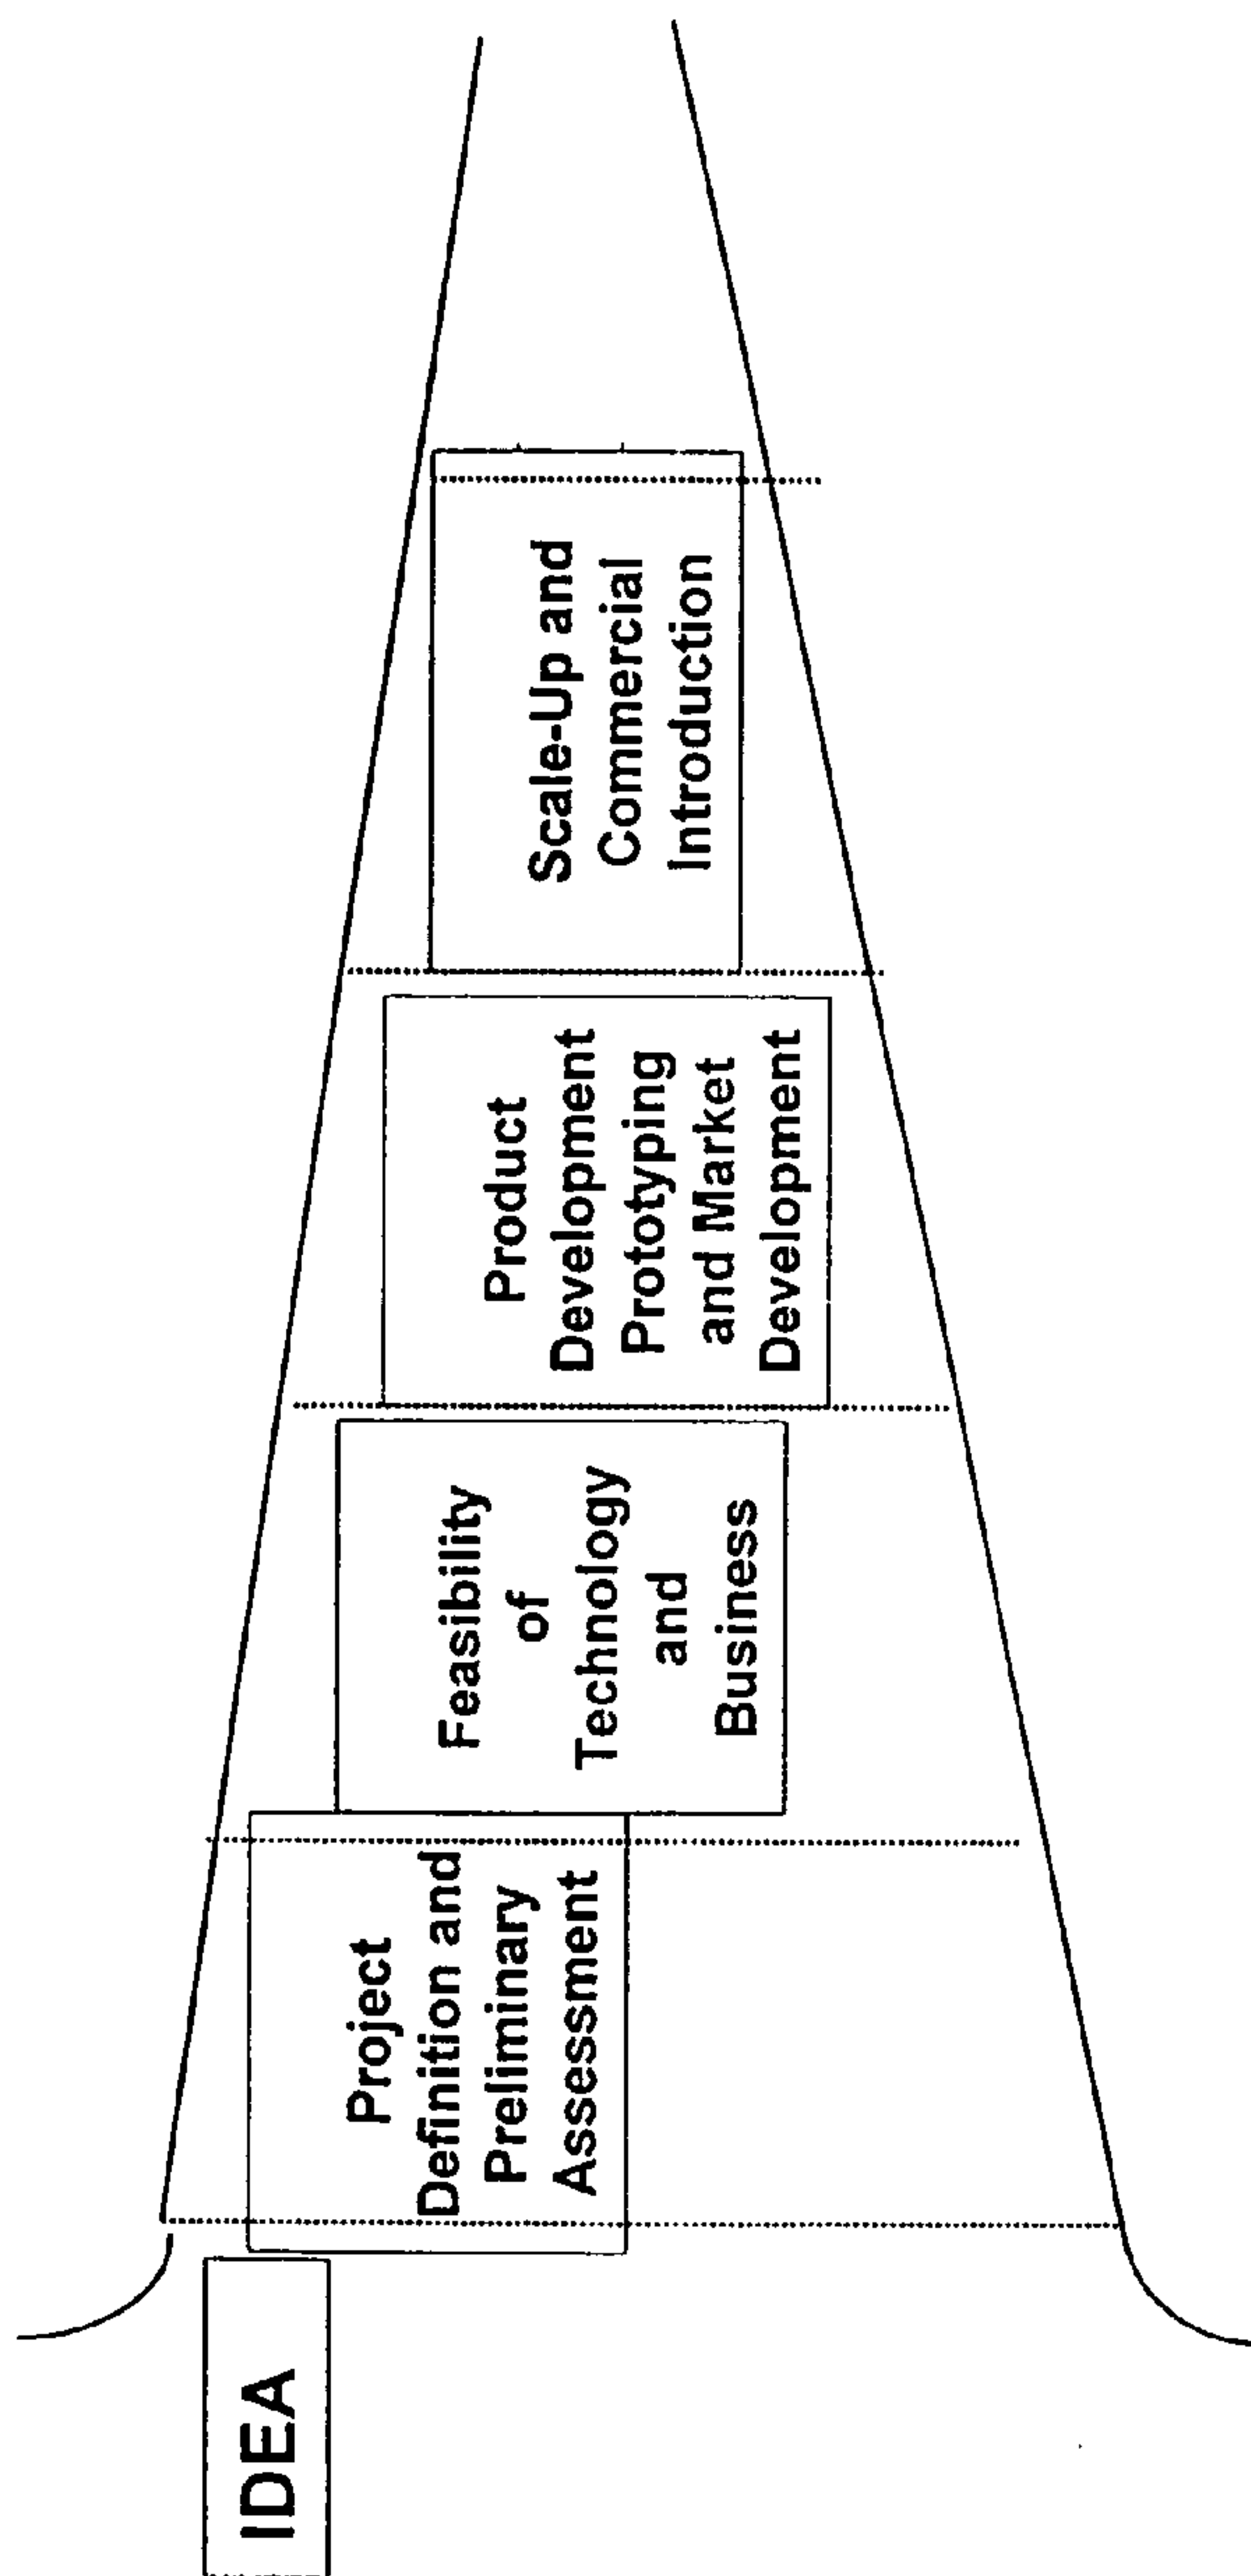 IDEA
Project
Definition and
Preliminary
Assessment
Feasibility
of
Technology
and
Business
Product
Development
Prototyping
and Market
Development
Scale-Up and
Commercial
Introduction